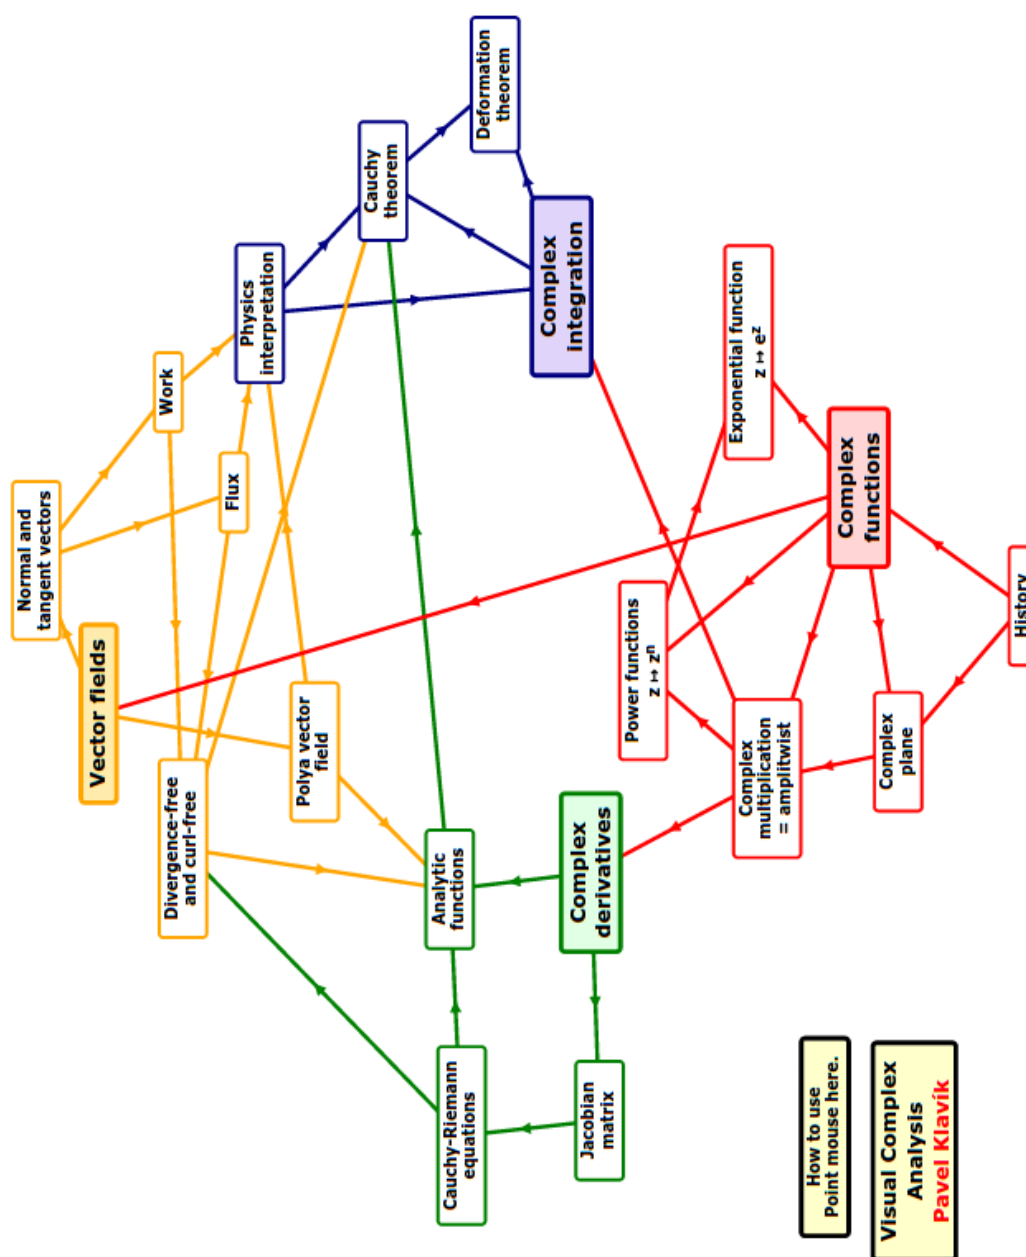 Normal and
tangent vectors
Vector fields
Divergence-free
and curl-free
Work
Flux
Physics
interpretation
Polya vector
field
Cauchy
theorem
Cauchy-Riemann
equations
Analytic
functions
Deformation
theorem
Complex
integration
Jacobian
matrix
Complex
derivatives
Power functions
z ↦ zⁿ
Exponential function
z ↦ eᶻ
Complex
multiplication
= amplitwist
How to use
Point mouse here.
Complex
functions
Complex
plane
Visual Complex
Analysis
Pavel Klavík
History